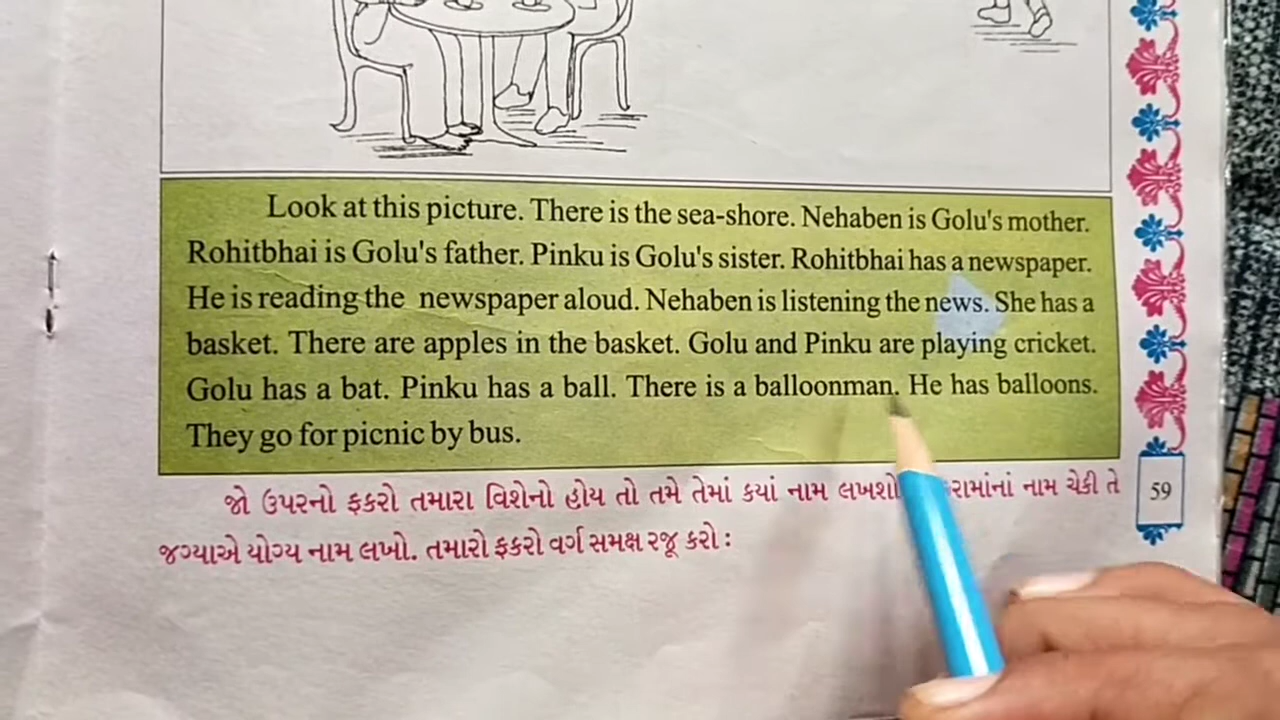 Look at this picture. There is the sea-shore. Nehaben is Golu's mother.
Rohitbhai is Golu's father. Pinku is Golu's sister. Rohitbhai has a newspaper.
He is reading the newspaper aloud. Nehaben is listening the news. She has a
basket. There are apples in the basket. Golu and Pinku are playing cricket.
Golu has a bat. Pinku has a ball. There is a balloonman. He has balloons.
They go for picnic by bus.
જો ઉપરનો ફકરો તમારા વિશેનો હોય તો તમે તેમાં કયાં નામ લખશો નામ ચેકી તે
જગ્યાએ યોગ્ય નામ લખો. તમારો ફકરો વર્ગ સમક્ષ રજૂ કરો :
59